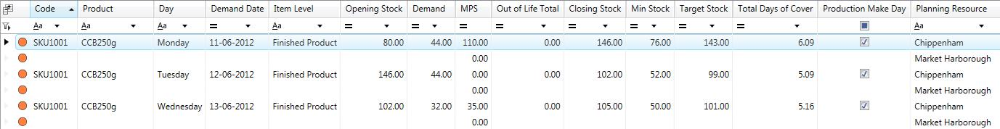 Code Product Day Demand Date Item Level Opening Stock Demand MPS Out of Life Total Closing Stock Min Stock Target Stock Total Days of Cover Production Make Day Planning Resource
Aa Aa Aa = Aa = = = = = = = = Aa
SKU1001 CCB250g Monday 11-06-2012 Finished Product 80.00 44.00 110.00 0.00 146.00 76.00 143.00 6.09 Chippenham
0.00 Market Harborough
SKU1001 CCB250g Tuesday 12-06-2012 Finished Product 146.00 44.00 0.00 0.00 102.00 52.00 99.00 5.09 Chippenham
0.00 Market Harborough
SKU1001 CCB250g Wednesday 13-06-2012 Finished Product 102.00 32.00 35.00 0.00 105.00 50.00 101.00 5.16 Chippenham
0.00 Market Harborough